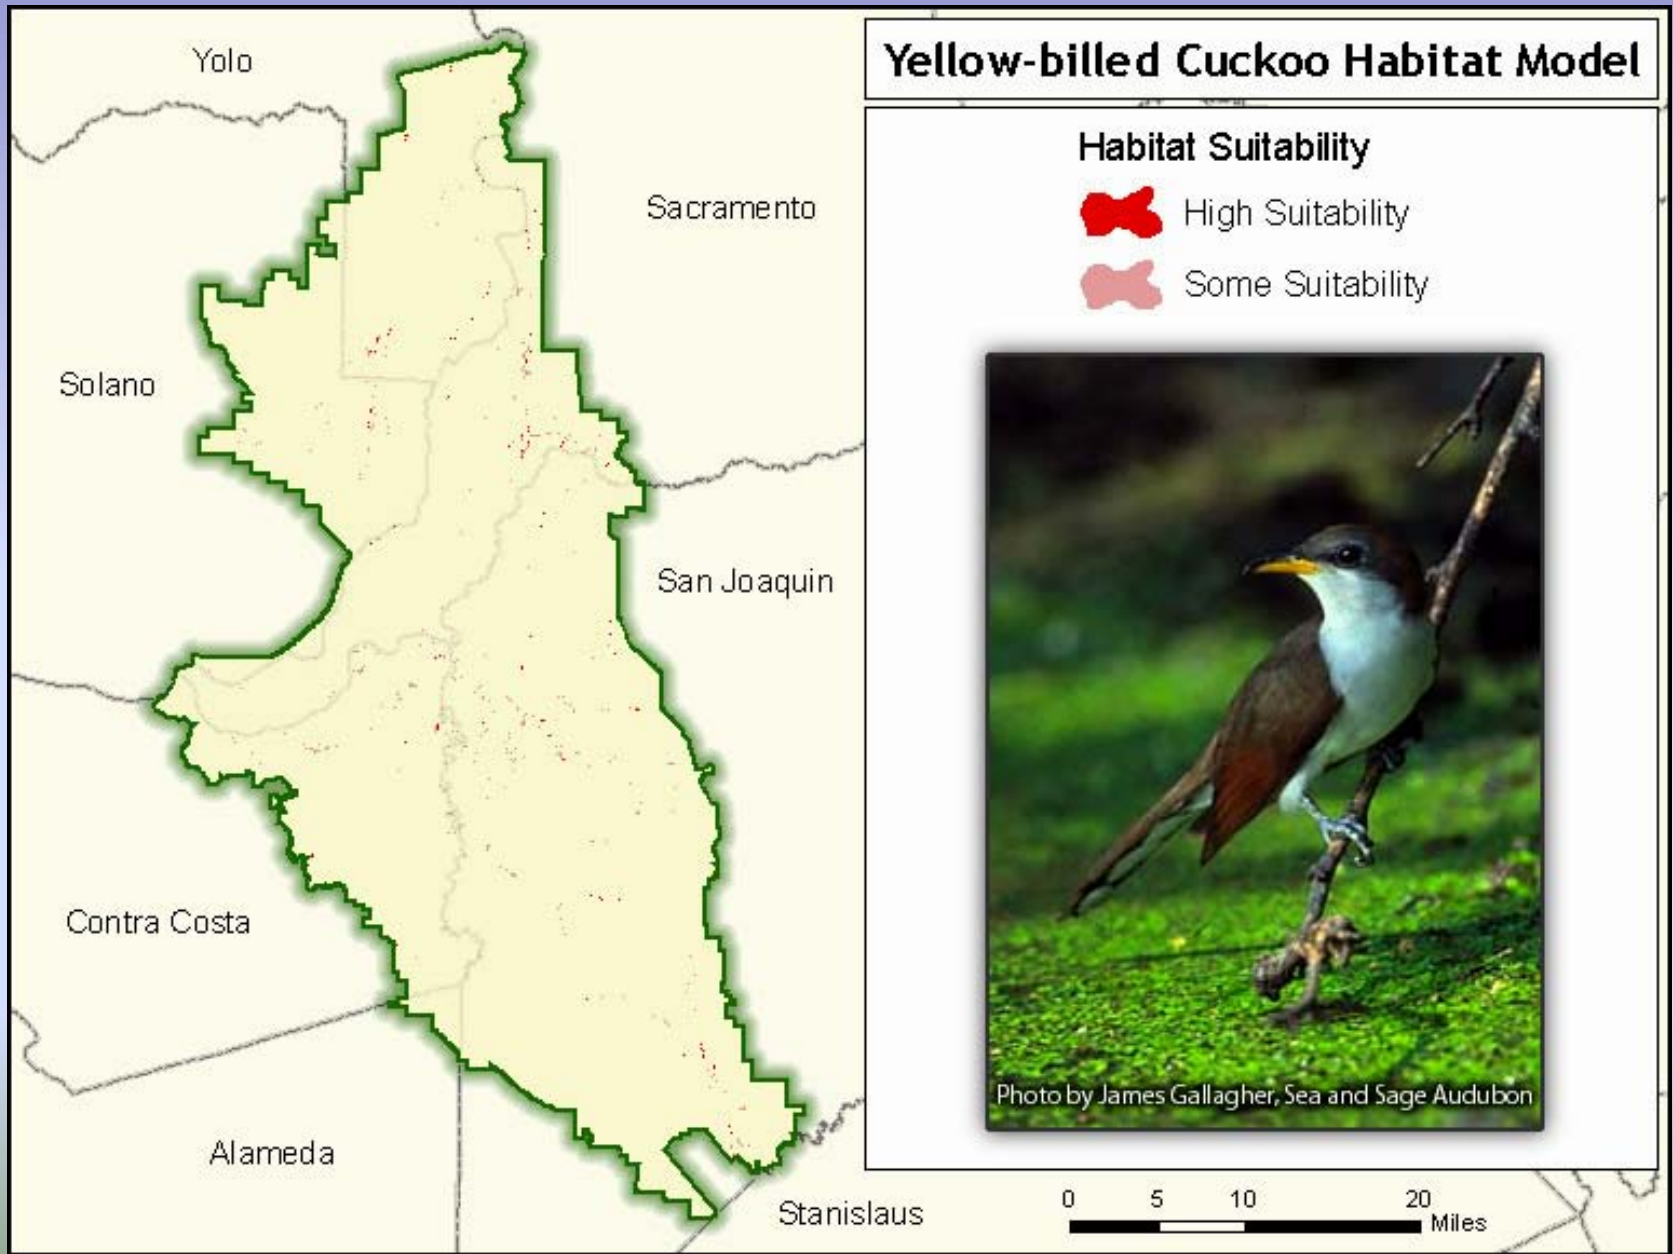 Yellow-billed Cuckoo Habitat Model
Habitat Suitability
High Suitability
Some Suitability
Yolo
Sacramento
Solano
San Joaquin
Contra Costa
Alameda
Stanislaus
Photo by James Gallagher, Sea and Sage Audubon
0 5 10 20
Miles